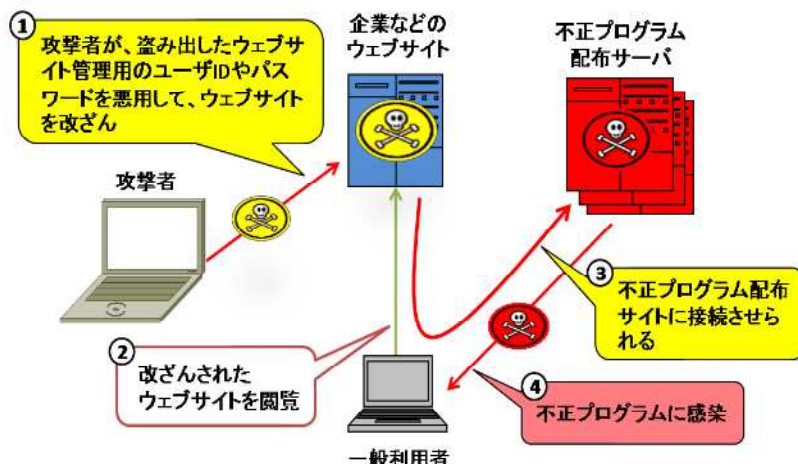 ①
攻撃者が、盗み出したウェブサ
イト管理用のユーザIDやパス
ワードを悪用して、ウェブサイト
を改ざん
企業などの
ウェブサイト
不正プログラム
配布サーバ
攻撃者
②
改ざんされた
ウェブサイトを閲覧
③
不正プログラム配布
サイトに接続させら
れる
④
不正プログラムに感染
一般利用者